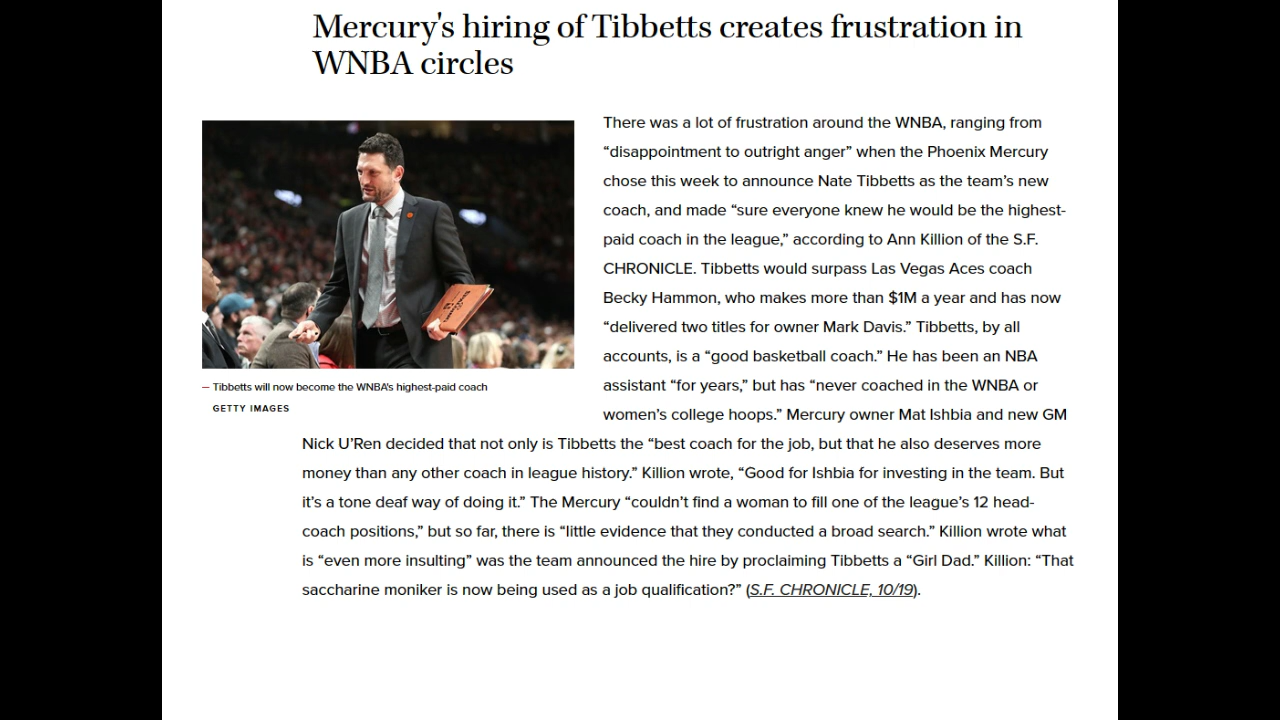 Mercury's hiring of Tibbetts creates frustration in
WNBA circles
There was a lot of frustration around the WNBA, ranging from
“disappointment to outright anger” when the Phoenix Mercury
chose this week to announce Nate Tibbetts as the team’s new
coach, and made “sure everyone knew he would be the highest-
paid coach in the league,” according to Ann Killion of the S.F.
CHRONICLE. Tibbetts would surpass Las Vegas Aces coach
Becky Hammon, who makes more than $1M a year and has now
“delivered two titles for owner Mark Davis.” Tibbetts, by all
accounts, is a “good basketball coach.” He has been an NBA
assistant “for years,” but has “never coached in the WNBA or
women’s college hoops.” Mercury owner Mat Ishbia and new GM
Nick U’Ren decided that not only is Tibbetts the “best coach for the job, but that he also deserves more
money than any other coach in league history.” Killion wrote, “Good for Ishbia for investing in the team. But
it’s a tone deaf way of doing it.” The Mercury “couldn’t find a woman to fill one of the league’s 12 head-
coach positions,” but so far, there is “little evidence that they conducted a broad search.” Killion wrote what
is “even more insulting” was the team announced the hire by proclaiming Tibbetts a “Girl Dad.” Killion: “That
saccharine moniker is now being used as a job qualification?” (S.F. CHRONICLE, 10/19).
— Tibbetts will now become the WNBA's highest-paid coach
GETTY IMAGES